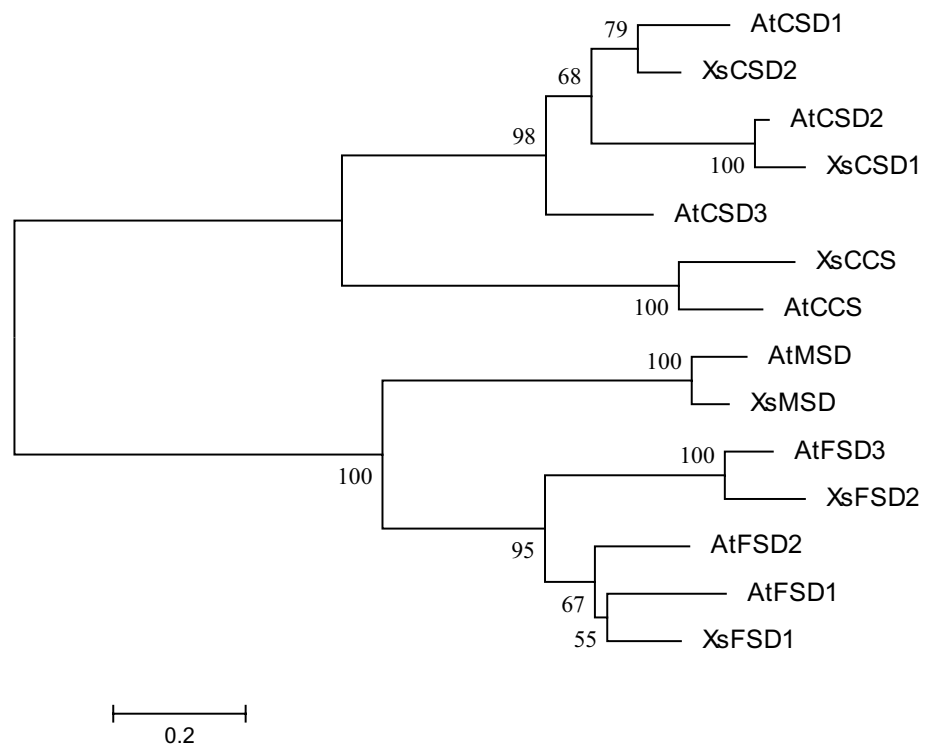 79
AtCSD1
XsCSD2
68
AtCSD2
98
100
XsCSD1
AtCSD3
XsCCS
100
AtCCS
100
AtMSD
XsMSD
100
100
AtFSD3
XsFSD2
95
AtFSD2
67
AtFSD1
55
XsFSD1
0.2